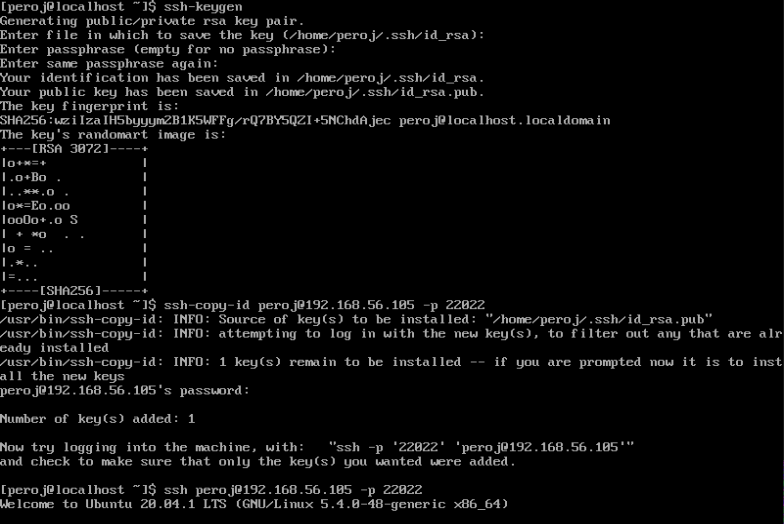 [peroj@localhost ~]$ ssh-keygen
Generating public/private rsa key pair.
Enter file in which to save the key (/home/peroj/.ssh/id_rsa):
Enter passphrase (empty for no passphrase):
Enter same passphrase again:
Your identification has been saved in /home/peroj/.ssh/id_rsa.
Your public key has been saved in /home/peroj/.ssh/id_rsa.pub.
The key fingerprint is:
SHA256:wziIzaIH5byyym2B1K5WFFg/rQ7BY5QZI+5NChdAjec peroj@localhost.localdomain
The key's randomart image is:
+---[RSA 3072]----+
|o+*=+            |
|.o+Bo .          |
|..**.o .         |
|o*=Eo.oo         |
|ooOo+.o S        |
| + *o  . .       |
|o = ..           |
|.*..             |
|=...             |
+----[SHA256]-----+
[peroj@localhost ~]$ ssh-copy-id peroj@192.168.56.105 -p 22022
/usr/bin/ssh-copy-id: INFO: Source of key(s) to be installed: "/home/peroj/.ssh/id_rsa.pub"
/usr/bin/ssh-copy-id: INFO: attempting to log in with the new key(s), to filter out any that are alr
eady installed
/usr/bin/ssh-copy-id: INFO: 1 key(s) remain to be installed -- if you are prompted now it is to inst
all the new keys
peroj@192.168.56.105's password:
Number of key(s) added: 1
Now try logging into the machine, with:   "ssh -p '22022' 'peroj@192.168.56.105'"
and check to make sure that only the key(s) you wanted were added.
[peroj@localhost ~]$ ssh peroj@192.168.56.105 -p 22022
Welcome to Ubuntu 20.04.1 LTS (GNU/Linux 5.4.0-48-generic x86_64)